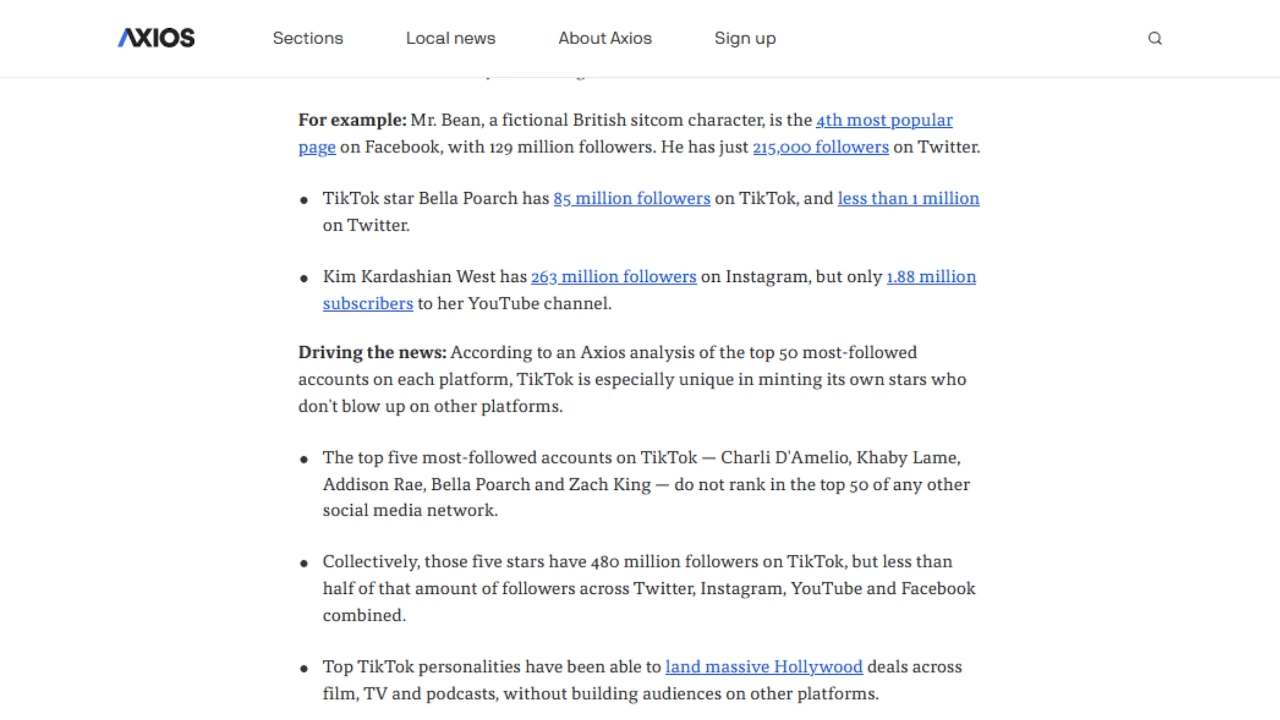 AXIOS
Sections
Local news
About Axios
Sign up
For example: Mr. Bean, a fictional British sitcom character, is the 4th most popular
page on Facebook, with 129 million followers. He has just 215,000 followers on Twitter.
● TikTok star Bella Poarch has 85 million followers on TikTok, and less than 1 million
on Twitter.
● Kim Kardashian West has 263 million followers on Instagram, but only 1.88 million
subscribers to her YouTube channel.
Driving the news: According to an Axios analysis of the top 50 most-followed
accounts on each platform, TikTok is especially unique in minting its own stars who
don't blow up on other platforms.
● The top five most-followed accounts on TikTok — Charli D'Amelio, Khaby Lame,
Addison Rae, Bella Poarch and Zach King — do not rank in the top 50 of any other
social media network.
● Collectively, those five stars have 480 million followers on TikTok, but less than
half of that amount of followers across Twitter, Instagram, YouTube and Facebook
combined.
● Top TikTok personalities have been able to land massive Hollywood deals across
film, TV and podcasts, without building audiences on other platforms.